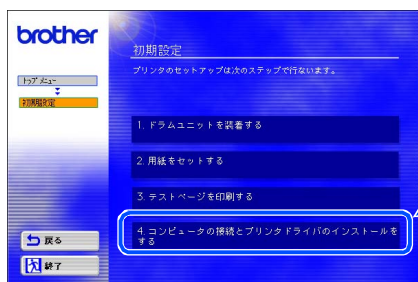 brother
初期設定
プリンタのセットアップは次のステップで行ないます。
トップメニュー
初期設定
1. ドラムユニットを装着する
2. 用紙をセットする
3. テストページを印刷する
4. コンピュータの接続とプリンタドライバのインストールを
する
戻る
終了